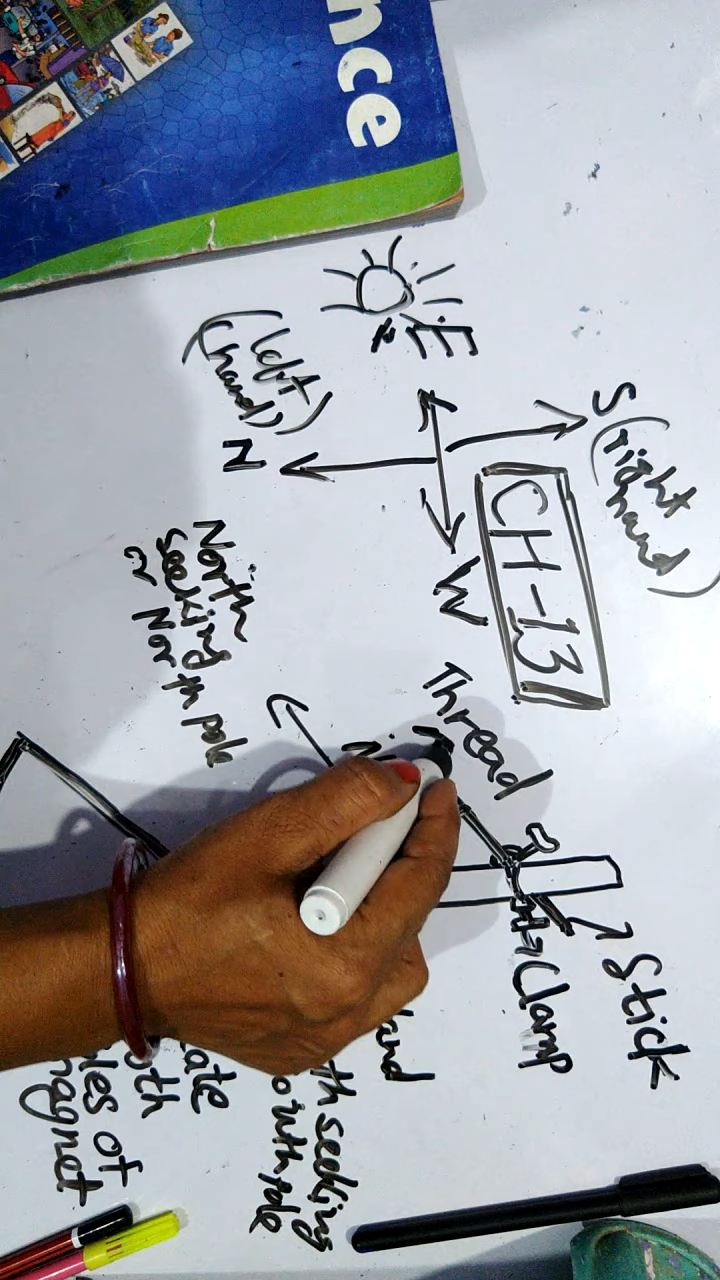 nce
E
(left
hand)
N
S (right
hand)
W
CH-13
North
seeking
or North pole
Thread
Stick
Clamp
th seeking
outh pole
ate
les of
agnet